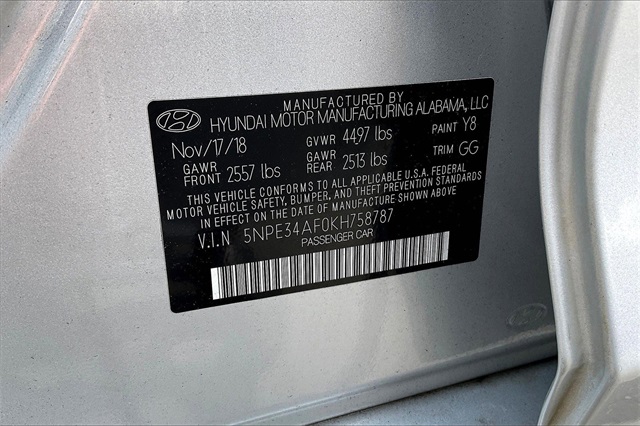 MANUFACTURED BY
HYUNDAI MOTOR MANUFACTURING ALABAMA, LLC
Nov/17/18 GVWR 4497 lbs PAINT Y8
GAWR FRONT 2557 lbs GAWR REAR 2513 lbs TRIM GG
THIS VEHICLE CONFORMS TO ALL APPLICABLE U.S.A. FEDERAL
MOTOR VEHICLE SAFETY, BUMPER, AND THEFT PREVENTION STANDARDS
IN EFFECT ON THE DATE OF MANUFACTURE SHOWN ABOVE
V.I.N 5NPE34AF0KH758787
PASSENGER CAR